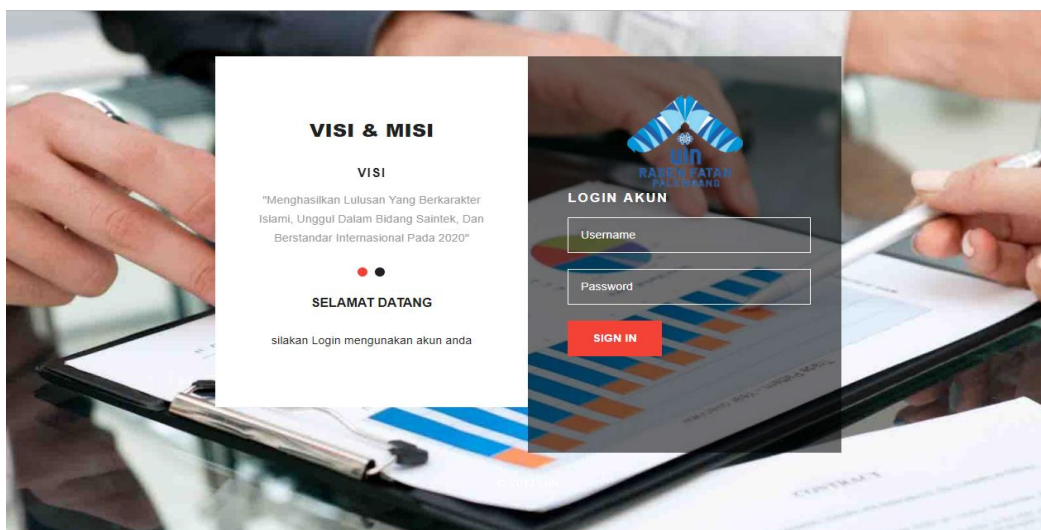 VISI & MISI
VISI
"Menghasilkan Lulusan Yang Berkarakter
Islami, Unggul Dalam Bidang Saintek, Dan
Berstandar Internasional Pada 2020"
SELAMAT DATANG
silakan Login mengunakan akun anda
uin
RADEN FATAH
PALEMBANG
LOGIN AKUN
Username
Password
SIGN IN
CONTRACT